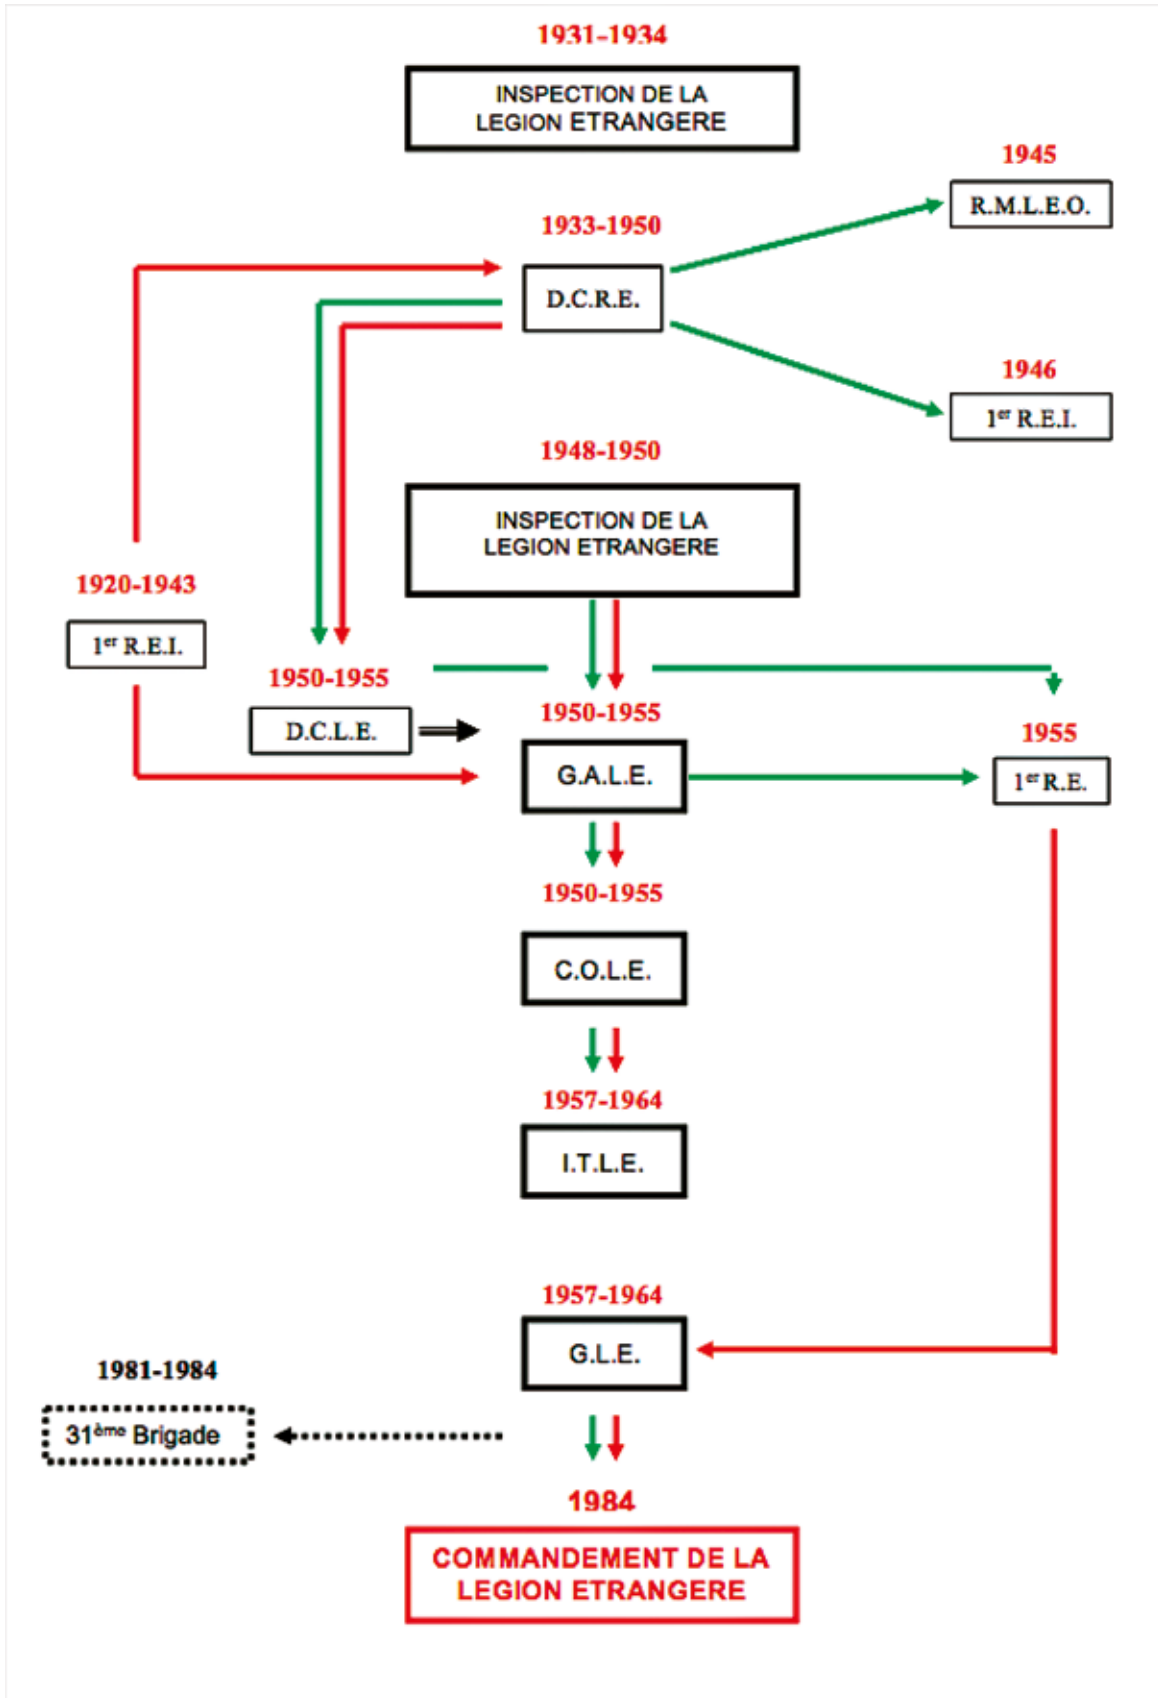 1931-1934
INSPECTION DE LA
LEGION ETRANGERE
1945
R.M.L.E.O.
1933-1950
D.C.R.E.
1946
1er R.E.I.
1948-1950
INSPECTION DE LA
LEGION ETRANGERE
1920-1943
1er R.E.I.
1950-1955
D.C.L.E.
1950-1955
G.A.L.E.
1955
1er R.E.
1950-1955
C.O.L.E.
1957-1964
I.T.L.E.
1957-1964
G.L.E.
1981-1984
31ème Brigade
1984
COMMANDEMENT DE LA
LEGION ETRANGERE